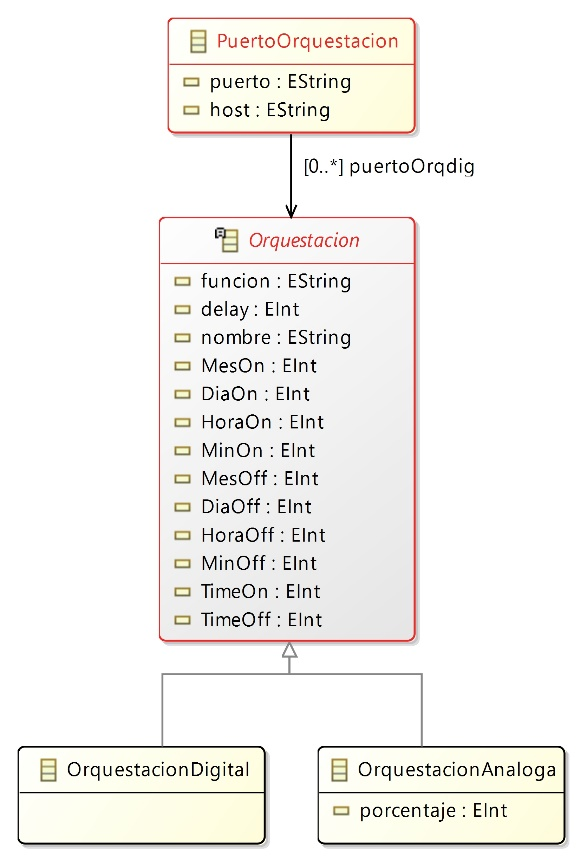 PuertoOrquestacion
puerto : EString
host : EString
[0..*] puertoOrqdig
Orquestacion
funcion : EString
delay : EInt
nombre : EString
MesOn : EInt
DiaOn : EInt
HoraOn : EInt
MinOn : EInt
MesOff : EInt
DiaOff : EInt
HoraOff : EInt
MinOff : EInt
TimeOn : EInt
TimeOff : EInt
OrquestacionDigital
OrquestacionAnaloga
porcentaje : EInt